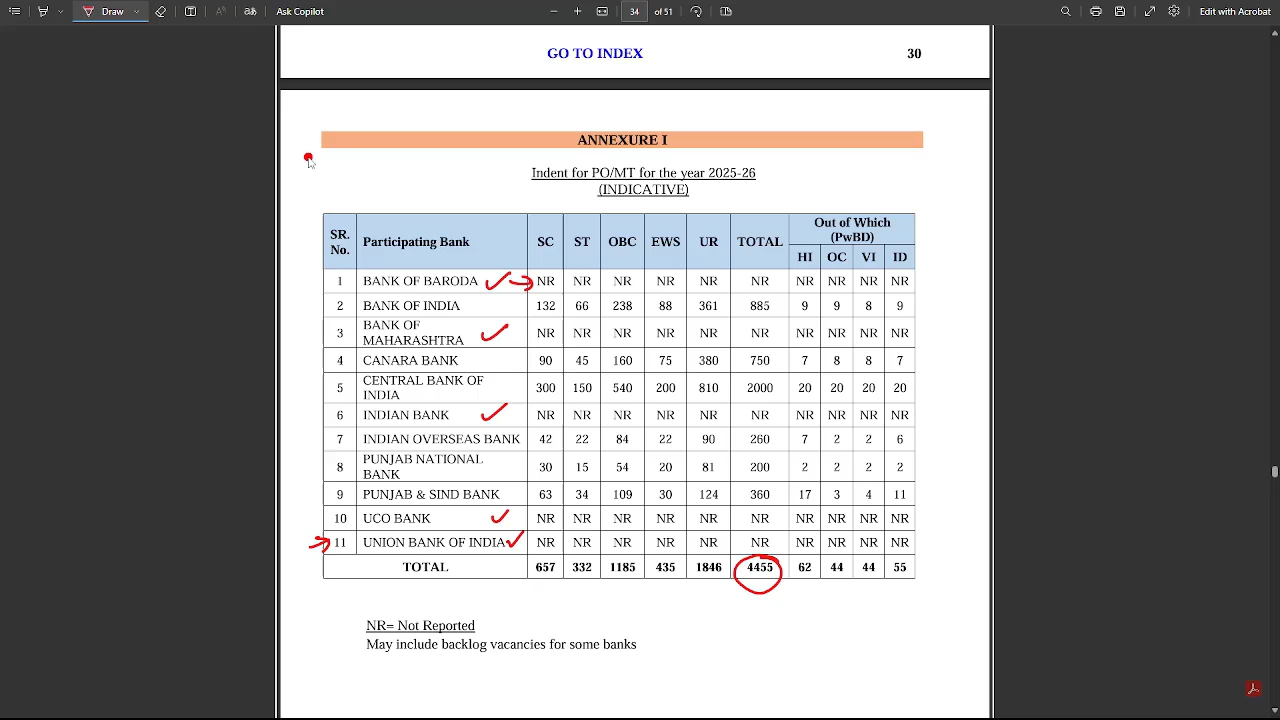 Draw
Ask Copilot
34 of 51
Edit with Acrobat
GO TO INDEX 30
ANNEXURE I
Indent for PO/MT for the year 2025-26
(INDICATIVE)
SR. No. Participating Bank SC ST OBC EWS UR TOTAL Out of Which (PwBD)
HI OC VI ID
1 BANK OF BARODA NR NR NR NR NR NR NR NR NR NR
2 BANK OF INDIA 132 66 238 88 361 885 9 9 8 9
3 BANK OF MAHARASHTRA NR NR NR NR NR NR NR NR NR NR
4 CANARA BANK 90 45 160 75 380 750 7 8 8 7
5 CENTRAL BANK OF INDIA 300 150 540 200 810 2000 20 20 20 20
6 INDIAN BANK NR NR NR NR NR NR NR NR NR NR
7 INDIAN OVERSEAS BANK 42 22 84 22 90 260 7 2 2 6
8 PUNJAB NATIONAL BANK 30 15 54 20 81 200 2 2 2 2
9 PUNJAB & SIND BANK 63 34 109 30 124 360 17 3 4 11
10 UCO BANK NR NR NR NR NR NR NR NR NR NR
11 UNION BANK OF INDIA NR NR NR NR NR NR NR NR NR NR
TOTAL 657 332 1185 435 1846 4455 62 44 44 55
NR= Not Reported
May include backlog vacancies for some banks